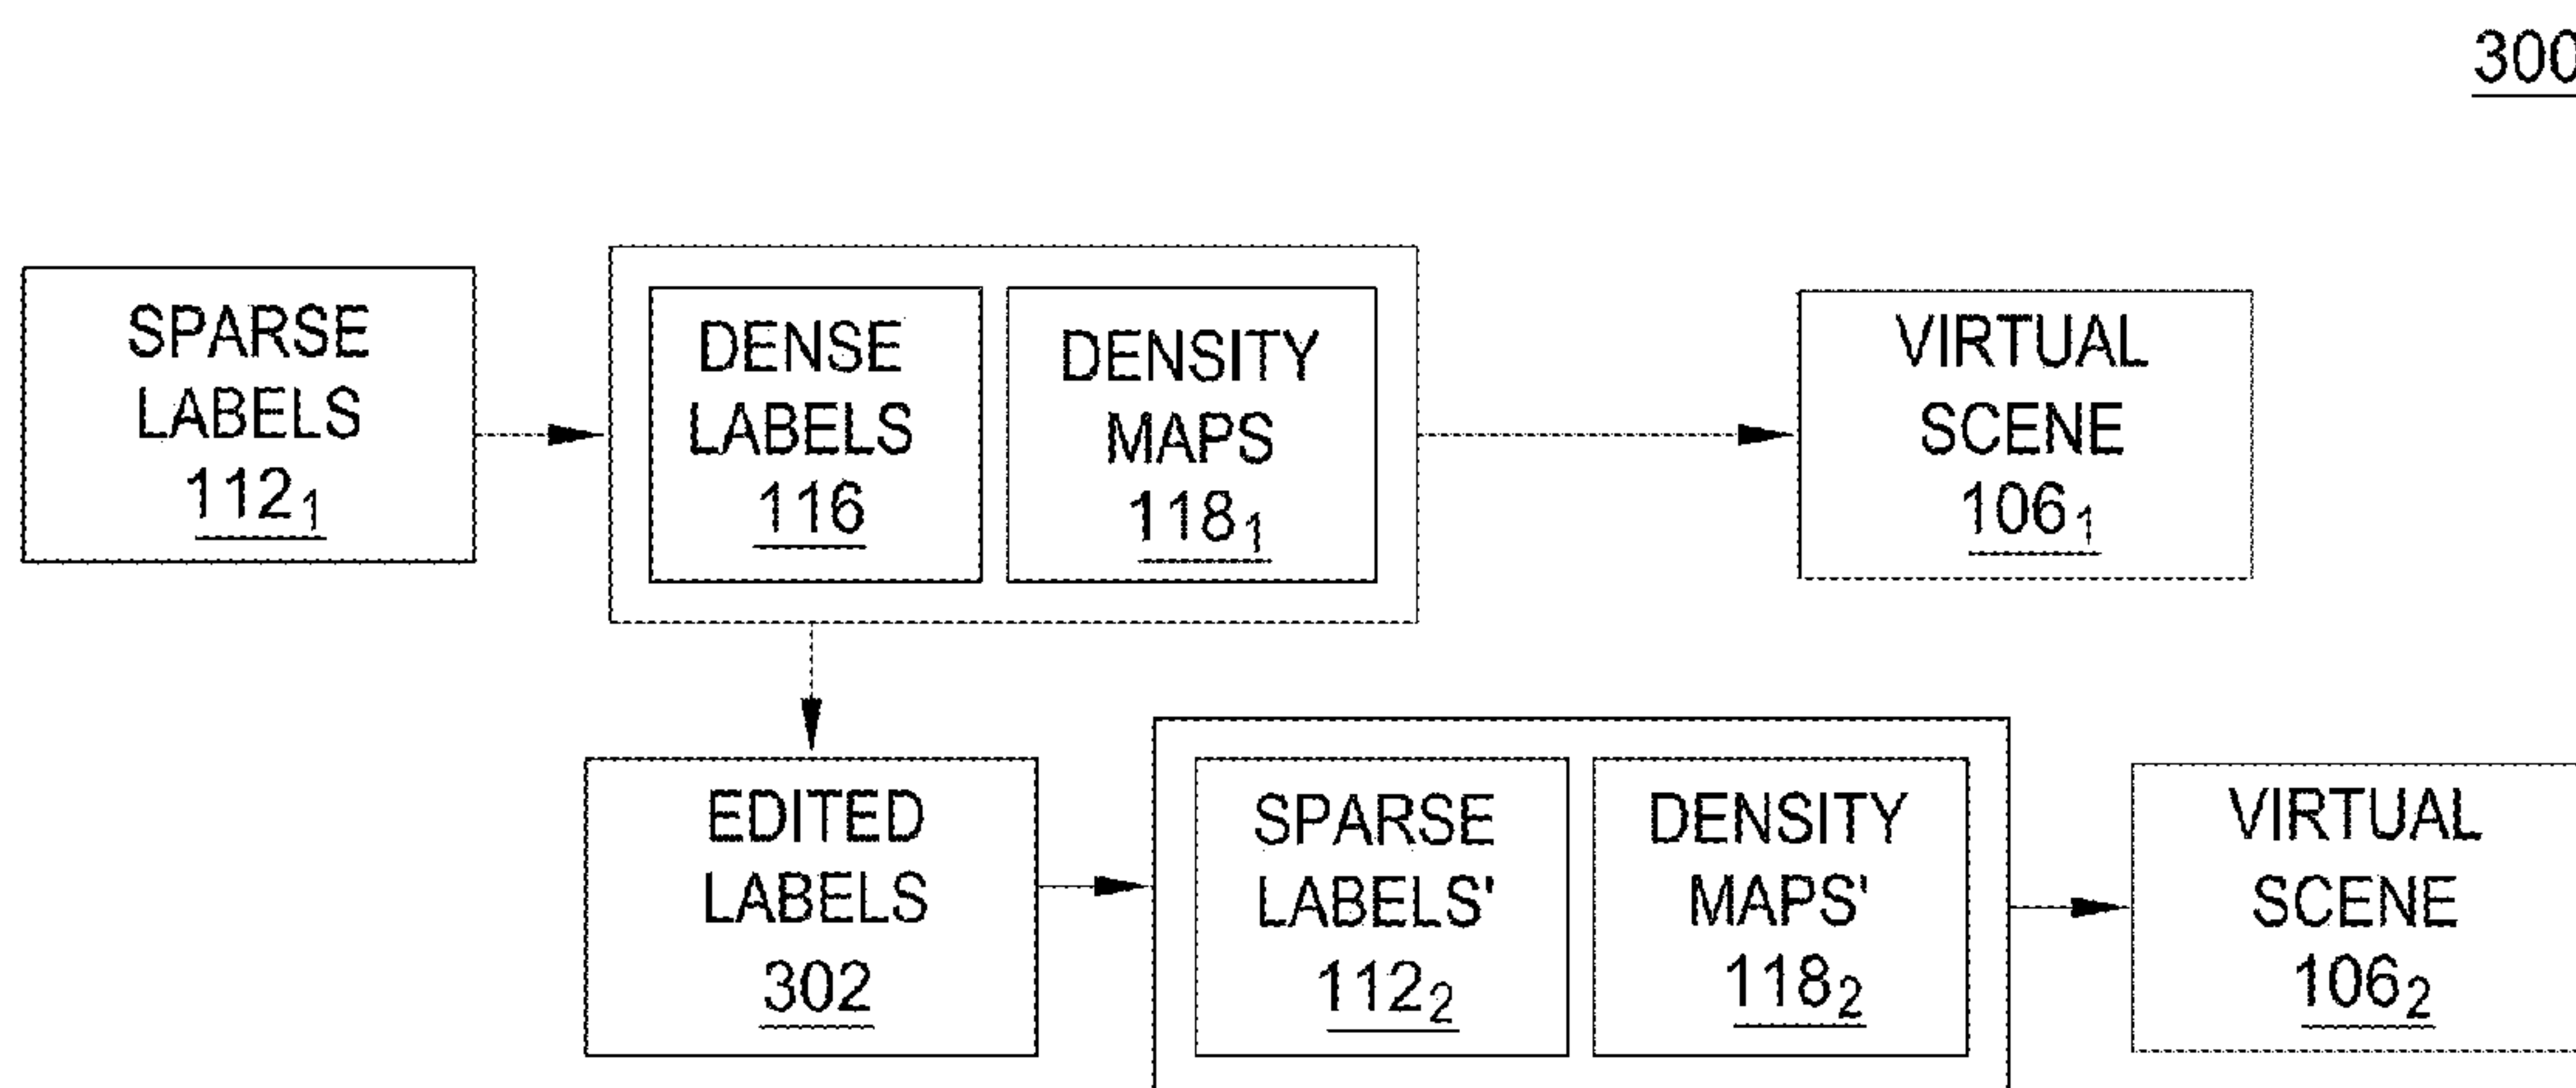 300
SPARSE
LABELS
112₁
DENSE
LABELS
116
DENSITY
MAPS
118₁
VIRTUAL
SCENE
106₁
EDITED
LABELS
302
SPARSE
LABELS'
112₂
DENSITY
MAPS'
118₂
VIRTUAL
SCENE
106₂